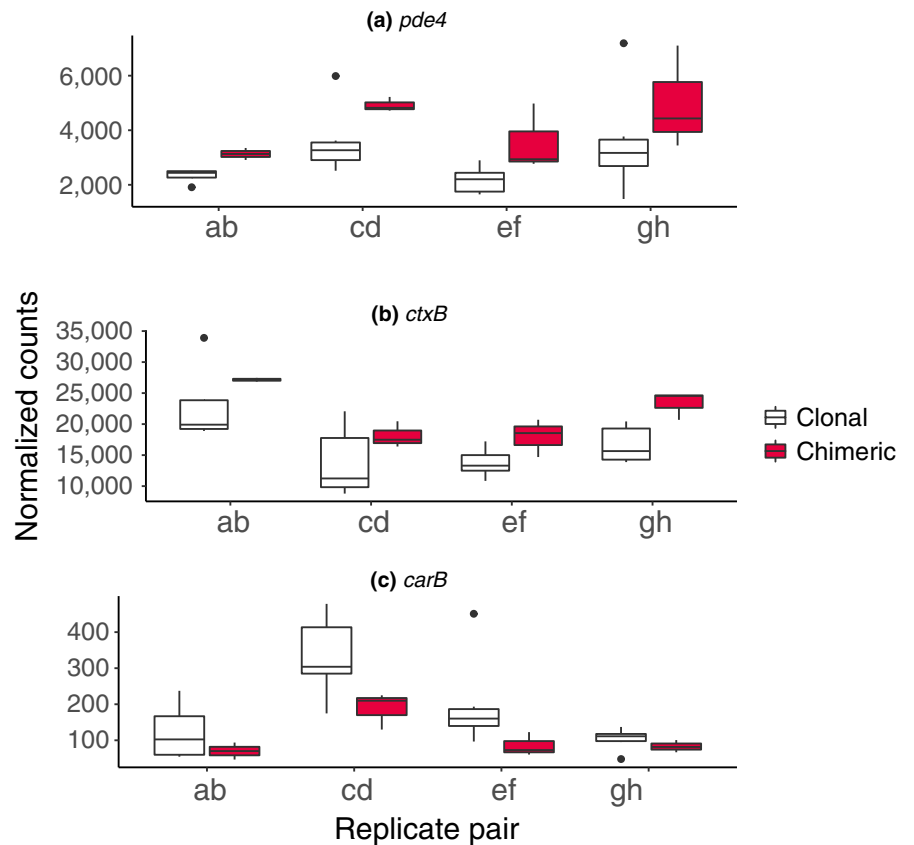 (a) pde4
6,000
4,000
2,000
ab cd ef gh
Normalized counts
(b) ctxB
35,000
30,000
25,000
20,000
15,000
10,000
ab cd ef gh
Clonal
Chimeric
(c) carB
400
300
200
100
ab cd ef gh
Replicate pair